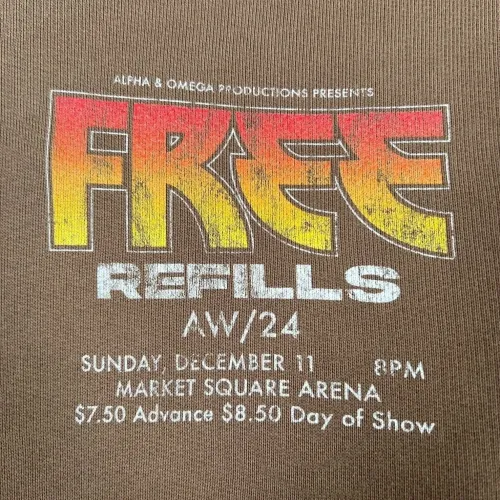 ALPHA & OMEGA PRODUCTIONS PRESENTS
FREE
REFILLS
AW/24
SUNDAY, DECEMBER 11 8PM
MARKET SQUARE ARENA
$7.50 Advance $8.50 Day of Show